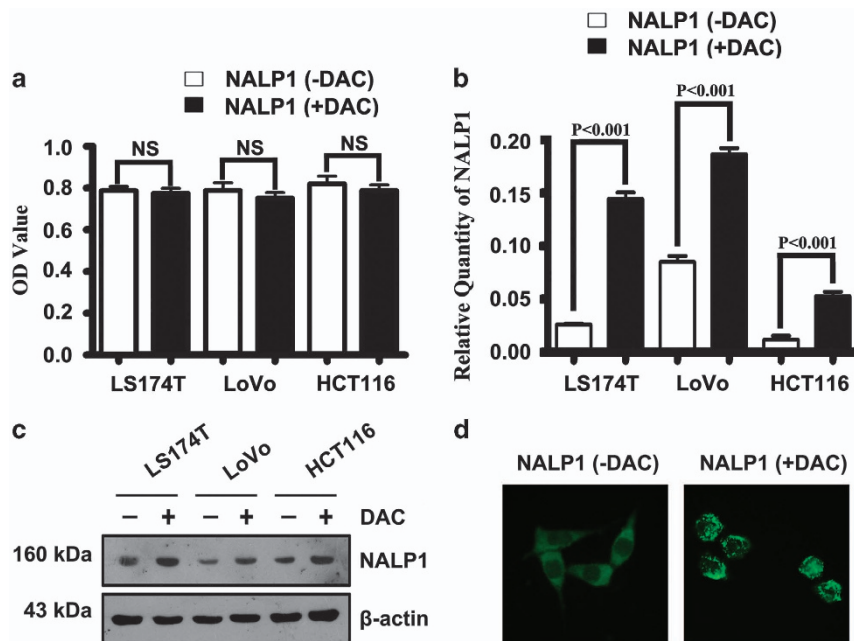 a
NALP1 (-DAC)
NALP1 (+DAC)
OD Value
1.0
0.8
0.6
0.4
0.2
0.0
NS
NS
NS
LS174T
LoVo
HCT116
b
NALP1 (-DAC)
NALP1 (+DAC)
Relative Quantity of NALP1
0.20
0.15
0.10
0.05
0.00
P<0.001
P<0.001
P<0.001
LS174T
LoVo
HCT116
c
LS174T
LoVo
HCT116
− + − + − + DAC
160 kDa
NALP1
43 kDa
β-actin
d
NALP1 (-DAC)
NALP1 (+DAC)